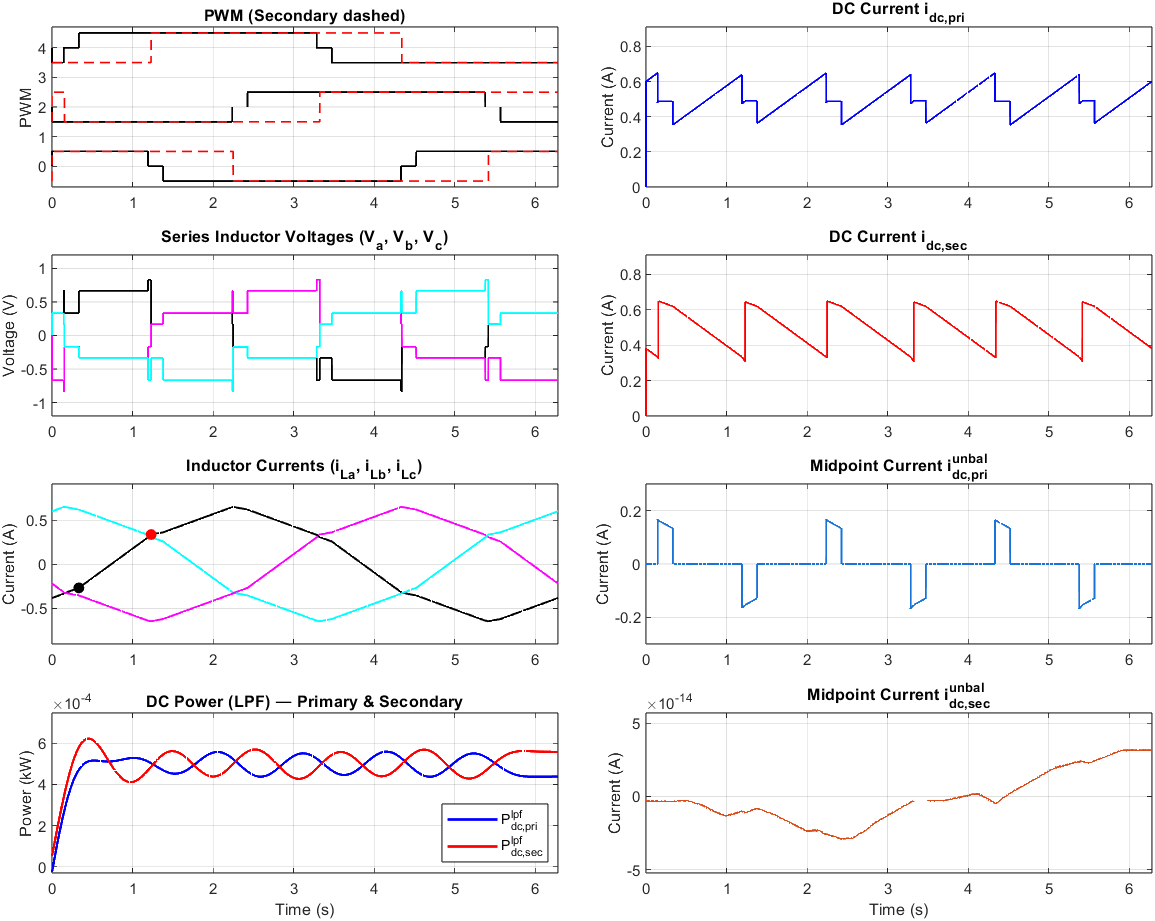 PWM (Secondary dashed)
PWM
4
3
2
1
0
0 1 2 3 4 5 6
DC Current i_dc,pri
Current (A)
0.8
0.6
0.4
0.2
0
0 1 2 3 4 5 6
Series Inductor Voltages (V_a, V_b, V_c)
Voltage (V)
1
0.5
0
-0.5
-1
0 1 2 3 4 5 6
DC Current i_dc,sec
Current (A)
0.8
0.6
0.4
0.2
0
0 1 2 3 4 5 6
Inductor Currents (i_La, i_Lb, i_Lc)
Current (A)
0.5
0
-0.5
0 1 2 3 4 5 6
Midpoint Current i^unbal_dc,pri
Current (A)
0.2
0
-0.2
0 1 2 3 4 5 6
DC Power (LPF) — Primary & Secondary
×10^-4
Power (kW)
6
4
2
0
P^lpf_dc,pri
P^lpf_dc,sec
0 1 2 3 4 5 6
Time (s)
Midpoint Current i^unbal_dc,sec
×10^-14
Current (A)
5
0
-5
0 1 2 3 4 5 6
Time (s)